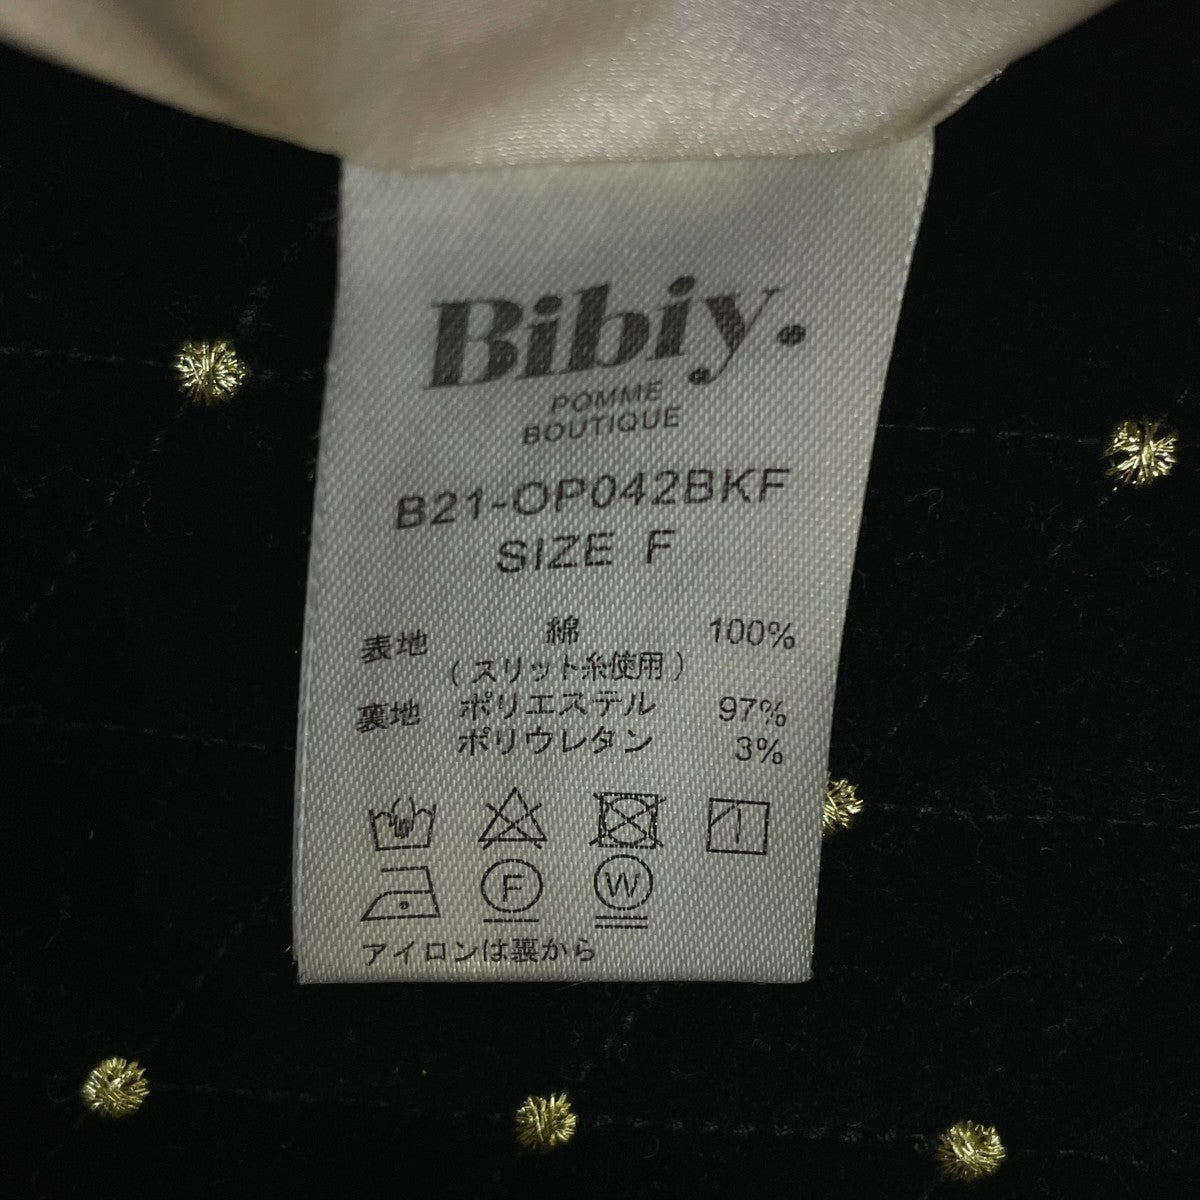 Bibiy.
POMME
BOUTIQUE
B21-OP042BKF
SIZE F
表地 綿 100%
(スリット糸使用)
裏地 ポリエステル 97%
ポリウレタン 3%
F W
アイロンは裏から